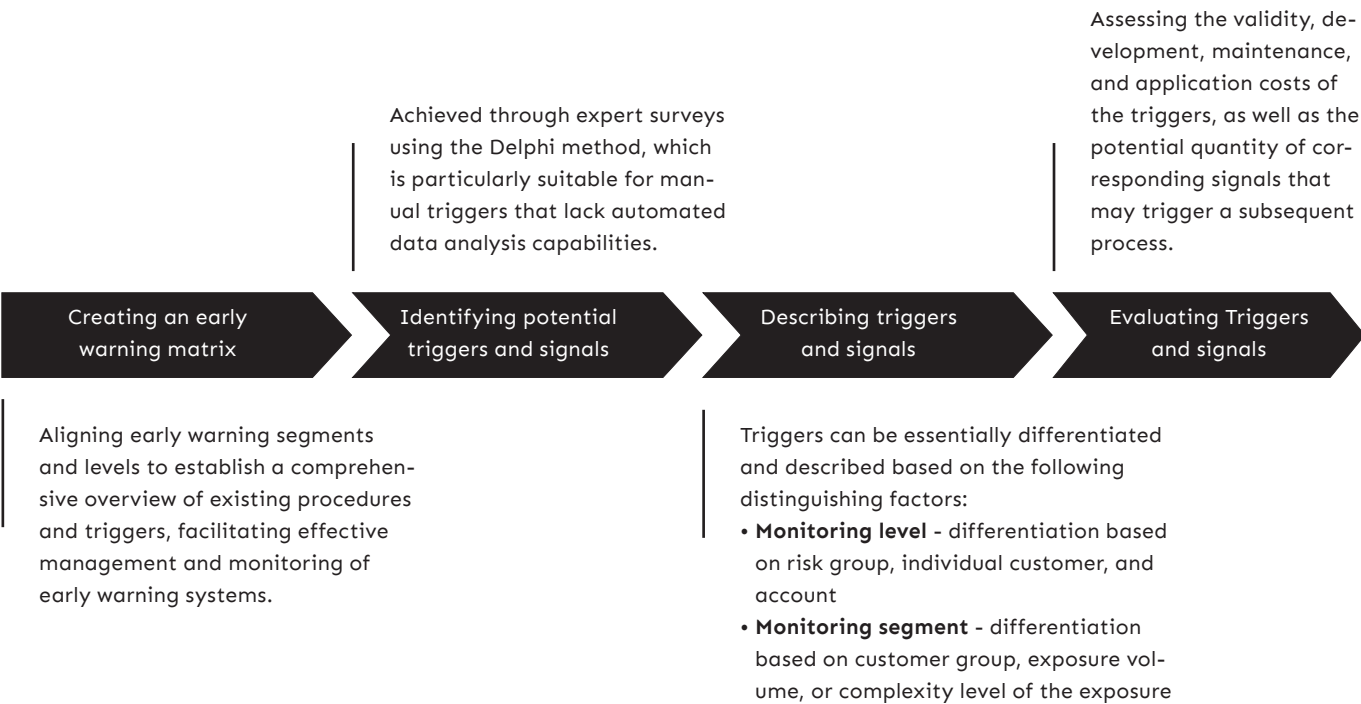 Assessing the validity, de-
velopment, maintenance,
and application costs of
the triggers, as well as the
potential quantity of cor-
responding signals that
may trigger a subsequent
process.
Achieved through expert surveys
using the Delphi method, which
is particularly suitable for man-
ual triggers that lack automated
data analysis capabilities.
Creating an early
warning matrix
Identifying potential
triggers and signals
Describing triggers
and signals
Evaluating Triggers
and signals
Aligning early warning segments
and levels to establish a comprehen-
sive overview of existing procedures
and triggers, facilitating effective
management and monitoring of
early warning systems.
Triggers can be essentially differentiated
and described based on the following
distinguishing factors:
• Monitoring level - differentiation based
on risk group, individual customer, and
account
• Monitoring segment - differentiation
based on customer group, exposure vol-
ume, or complexity level of the exposure